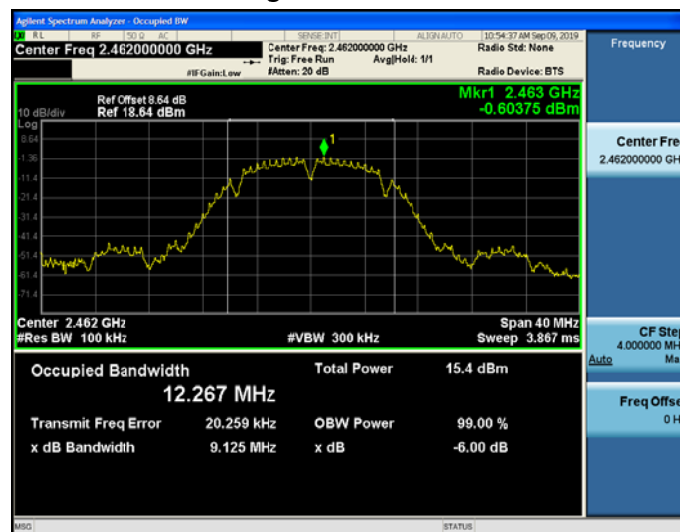 Agilent Spectrum Analyzer - Occupied BW
RL RF 50 Ω AC SENSE:INT ALIGN AUTO 10:54:37 AM Sep 09, 2019
Center Freq 2.462000000 GHz Center Freq: 2.462000000 GHz Radio Std: None
Trig: Free Run Avg|Hold: 1/1
#IFGain:Low #Atten: 20 dB Radio Device: BTS
Frequency
Ref Offset 8.64 dB Mkr1 2.463 GHz
10 dB/div Ref 18.64 dBm -0.60375 dBm
Log
8.64
1
-1.36
-11.4
-21.4
-31.4
-41.4
-51.4
-61.4
-71.4
Center 2.462 GHz Span 40 MHz
#Res BW 100 kHz #VBW 300 kHz Sweep 3.867 ms
Occupied Bandwidth Total Power 15.4 dBm
12.267 MHz
Transmit Freq Error 20.259 kHz OBW Power 99.00 %
x dB Bandwidth 9.125 MHz x dB -6.00 dB
Center Fre
2.462000000 GH
CF Ste
4.000000 MH
Auto Ma
Freq Offse
0 H
MSG STATUS